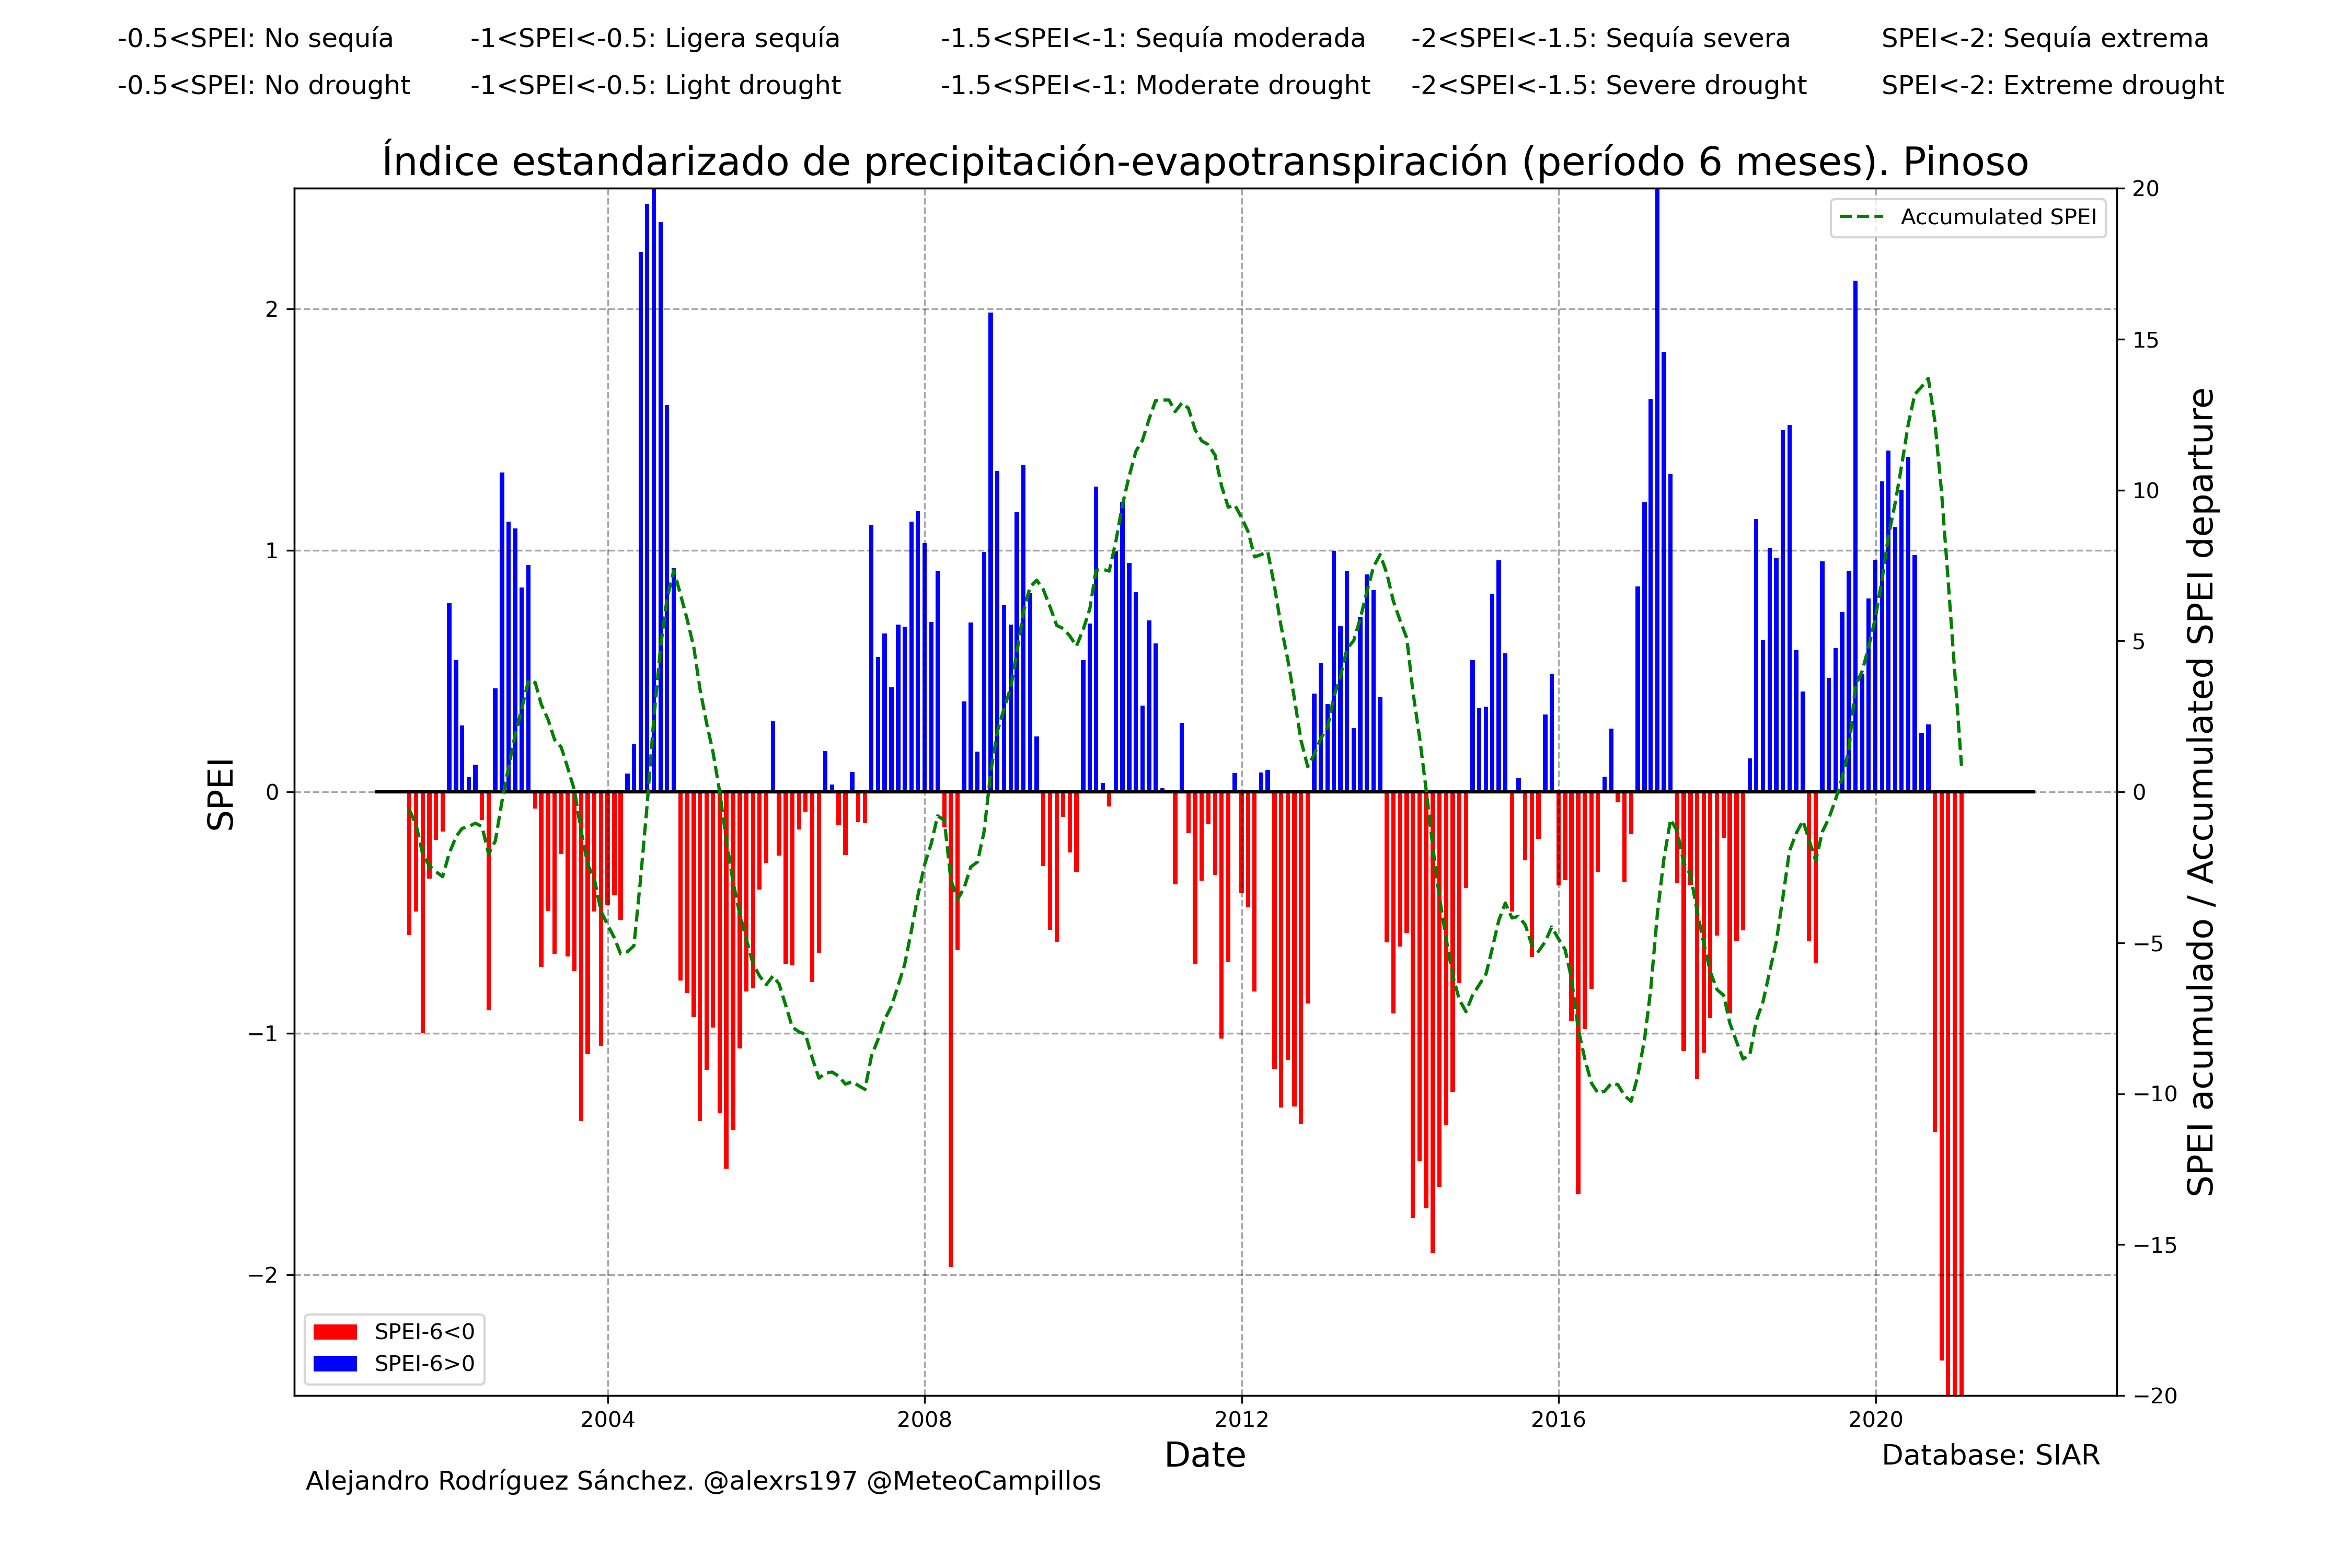 -0.5<SPEI: No sequía
-1<SPEI<-0.5: Ligera sequía
-1.5<SPEI<-1: Sequía moderada
-2<SPEI<-1.5: Sequía severa
SPEI<-2: Sequía extrema
-0.5<SPEI: No drought
-1<SPEI<-0.5: Light drought
-1.5<SPEI<-1: Moderate drought
-2<SPEI<-1.5: Severe drought
SPEI<-2: Extreme drought
Índice estandarizado de precipitación-evapotranspiración (período 6 meses). Pinoso
SPEI
2
1
0
−1
−2
Accumulated SPEI
20
15
10
5
0
−5
−10
−15
−20
SPEI acumulado / Accumulated SPEI departure
SPEI-6<0
SPEI-6>0
2004
2008
2012
2016
2020
Date
Database: SIAR
Alejandro Rodríguez Sánchez. @alexrs197 @MeteoCampillos